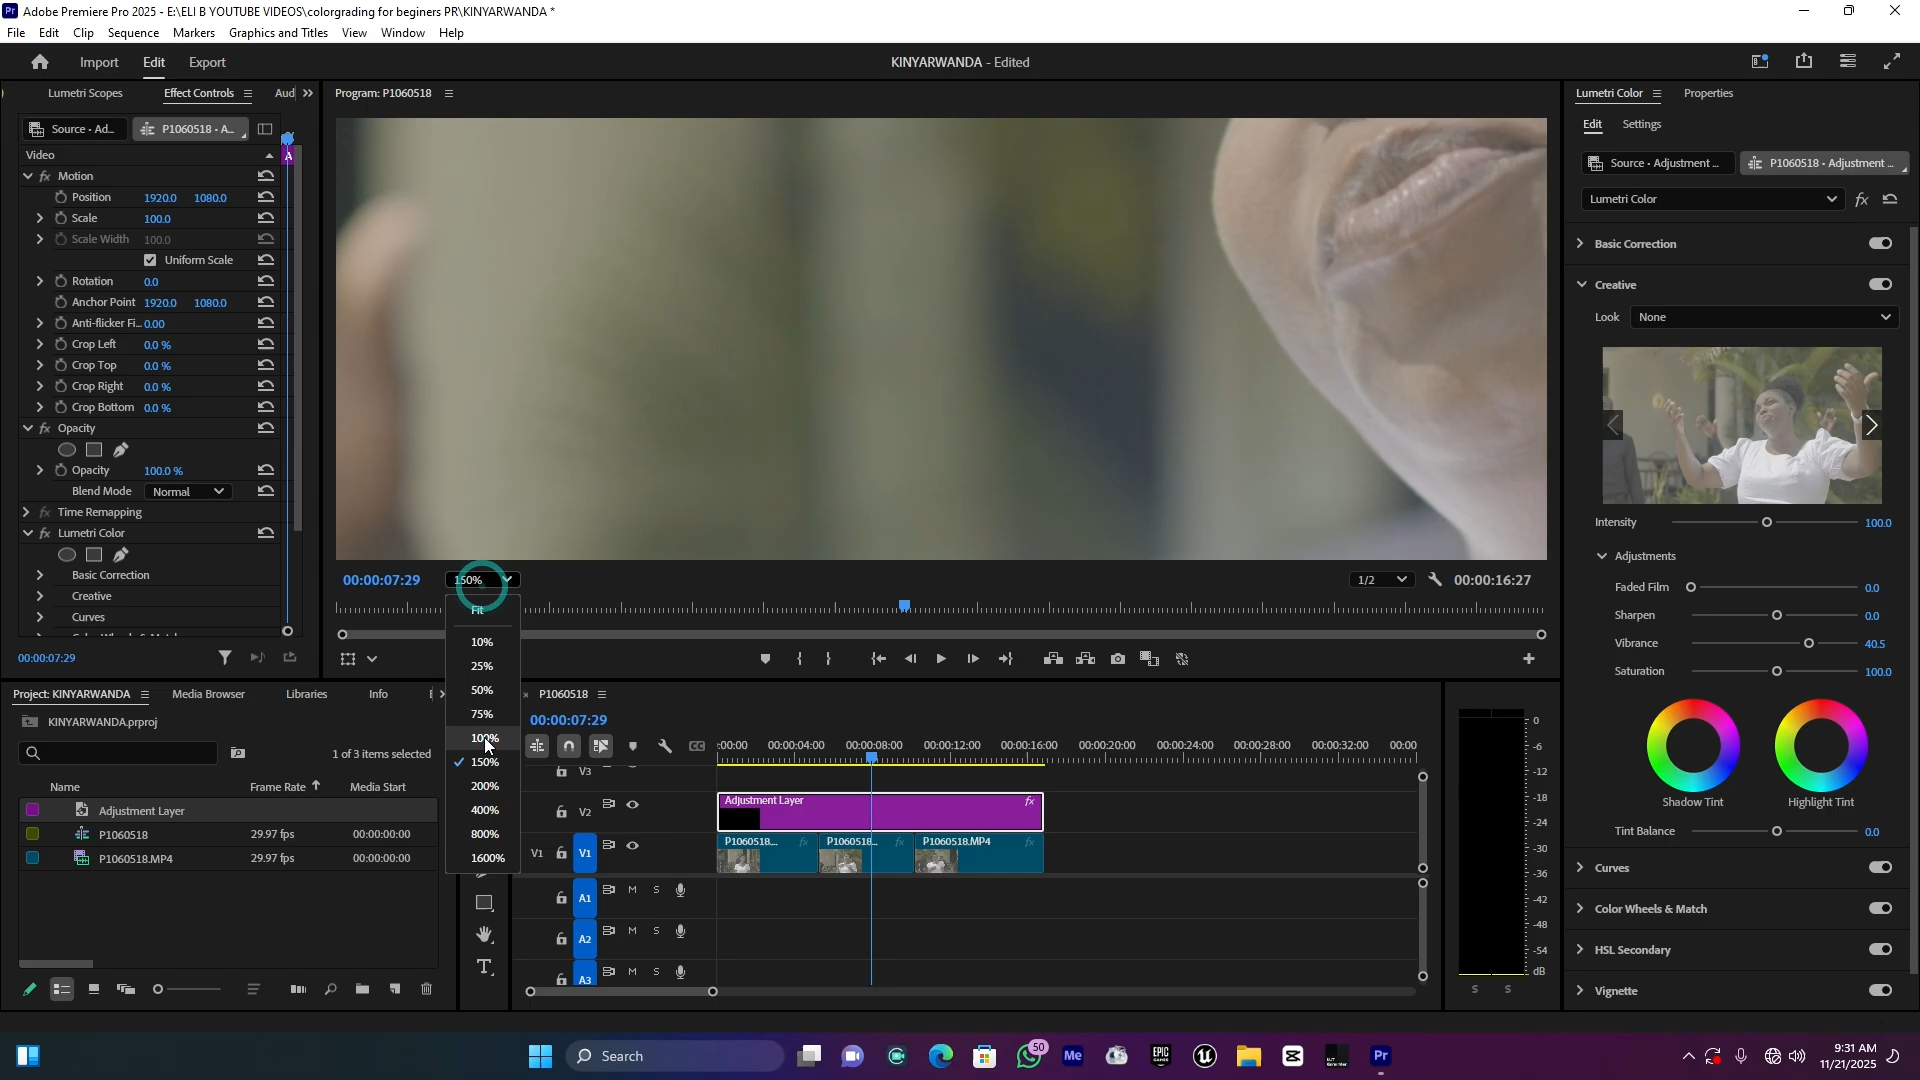 Adobe Premiere Pro 2025 - E:\ELI B YOUTUBE VIDEOS\colorgrading for beginers PR\KINYARWANDA *
File Edit Clip Sequence Markers Graphics and Titles View Window Help
Import Edit Export
KINYARWANDA - Edited
Lumetri Scopes Effect Controls Aud
Source • Ad... P1060518 • A...
Video
A
Motion
Position 1920.0 1080.0
Scale 100.0
Scale Width 100.0
Uniform Scale
Rotation 0.0
Anchor Point 1920.0 1080.0
Anti-flicker Fi... 0.00
Crop Left 0.0 %
Crop Top 0.0 %
Crop Right 0.0 %
Crop Bottom 0.0 %
Opacity
Opacity 100.0 %
Blend Mode Normal
Time Remapping
Lumetri Color
Basic Correction
Creative
Curves
00:00:07:29
Program: P1060518
00:00:07:29 150% 1/2 00:00:16:27
Fit
10%
25%
50%
75%
100%
150%
200%
400%
800%
1600%
Lumetri Color Properties
Edit Settings
Source • Adjustment ... P1060518 • Adjustment ...
Lumetri Color fx
Basic Correction
Creative
Look None
Intensity 100.0
Adjustments
Faded Film 0.0
Sharpen 0.0
Vibrance 40.5
Saturation 100.0
Shadow Tint Highlight Tint
Tint Balance 0.0
Curves
Color Wheels & Match
HSL Secondary
Vignette
Project: KINYARWANDA Media Browser Libraries Info
KINYARWANDA.prproj
1 of 3 items selected
Name Frame Rate Media Start
Adjustment Layer
P1060518 29.97 fps 00:00:00:00
P1060518.MP4 29.97 fps 00:00:00:00
P1060518
00:00:07:29
:00:00 00:00:04:00 00:00:08:00 00:00:12:00 00:00:16:00 00:00:20:00 00:00:24:00 00:00:28:00 00:00:32:00 00:00
V3
V2 Adjustment Layer fx
V1 V1 P1060518.... fx P1060518... fx P1060518.MP4 fx
A1 M S
A2 M S
A3 M S
0
-6
-12
-18
-24
-30
-36
-42
-48
-54
dB
S S
Search
50
Me
EPIC GAMES
Pr
9:31 AM
11/21/2025